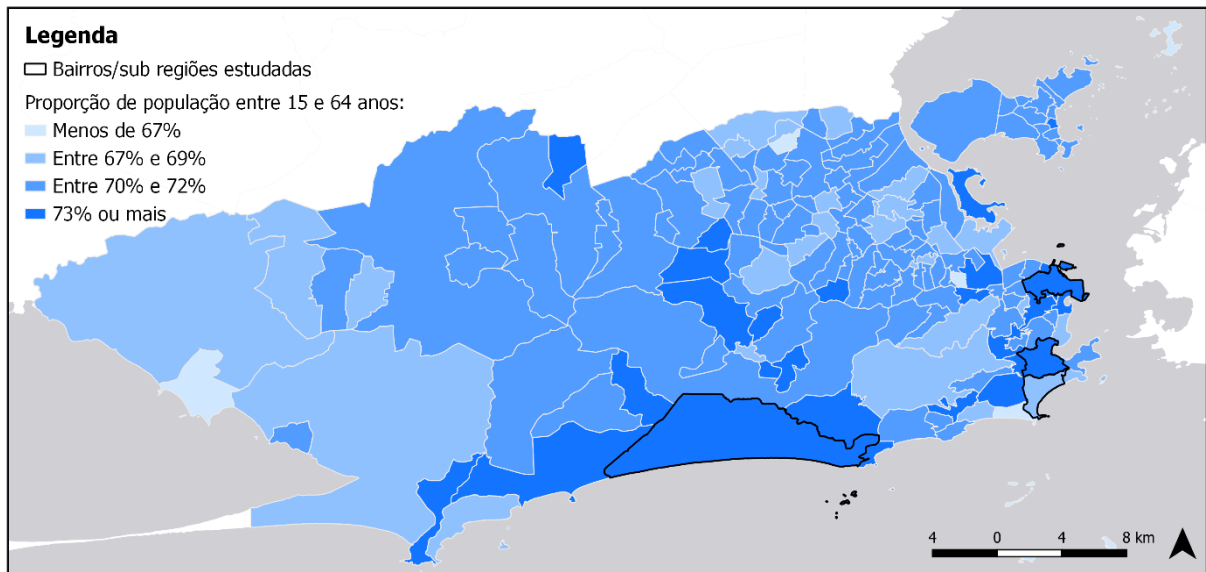 Legenda
Bairros/sub regiões estudadas
Proporção de população entre 15 e 64 anos:
Menos de 67%
Entre 67% e 69%
Entre 70% e 72%
73% ou mais
4 0 4 8 km